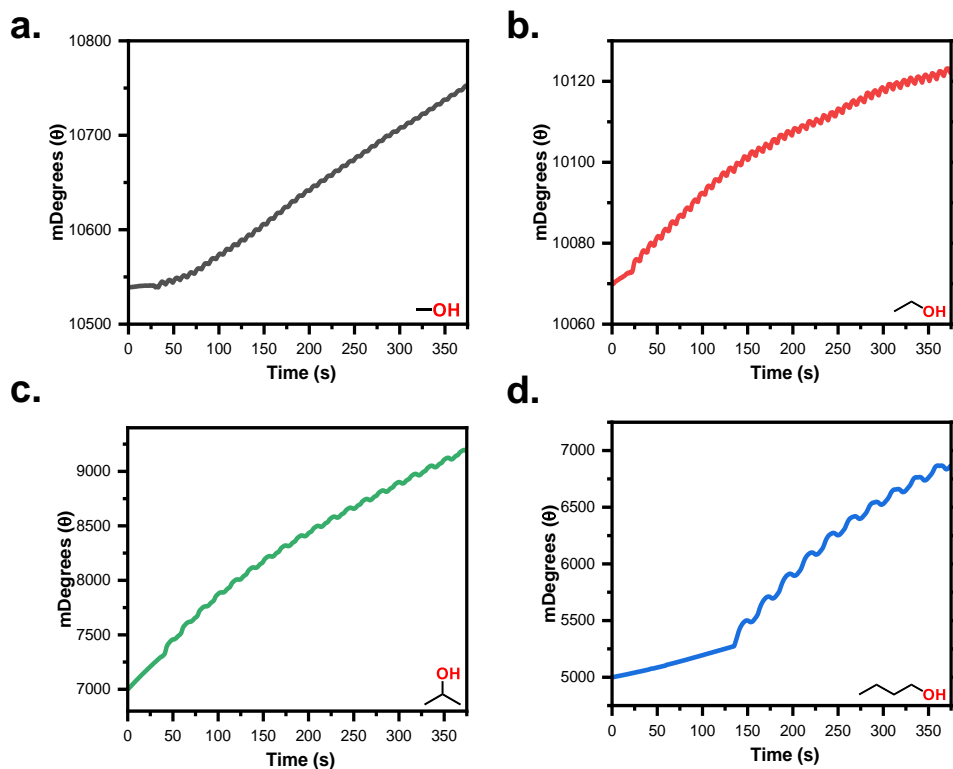 a.
10800
10700
10600
10500
mDegrees (θ)
0 50 100 150 200 250 300 350
Time (s)
OH
b.
10120
10100
10080
10060
mDegrees (θ)
0 50 100 150 200 250 300 350
Time (s)
OH
c.
9000
8500
8000
7500
7000
mDegrees (θ)
0 50 100 150 200 250 300 350
Time (s)
OH
d.
7000
6500
6000
5500
5000
mDegrees (θ)
0 50 100 150 200 250 300 350
Time (s)
OH